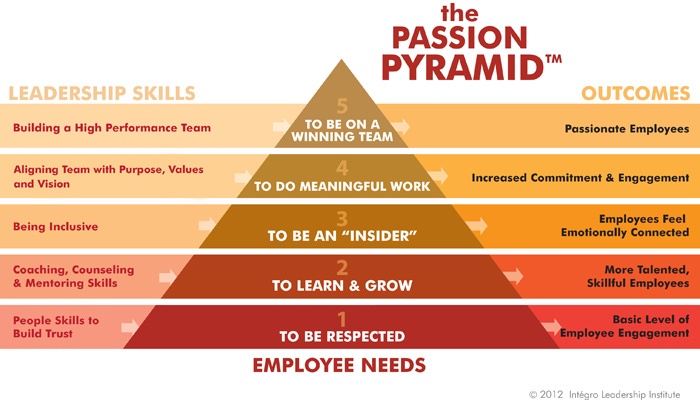 the
PASSION
PYRAMID™
LEADERSHIP SKILLS
OUTCOMES
Building a High Performance Team
5
TO BE ON A
WINNING TEAM
Passionate Employees
Aligning Team with Purpose, Values
and Vision
4
TO DO MEANINGFUL WORK
Increased Commitment & Engagement
Being Inclusive
3
TO BE AN “INSIDER”
Employees Feel
Emotionally Connected
Coaching, Counseling
& Mentoring Skills
2
TO LEARN & GROW
More Talented,
Skillful Employees
People Skills to
Build Trust
1
TO BE RESPECTED
Basic Level of
Employee Engagement
EMPLOYEE NEEDS
© 2012 Intégro Leadership Institute